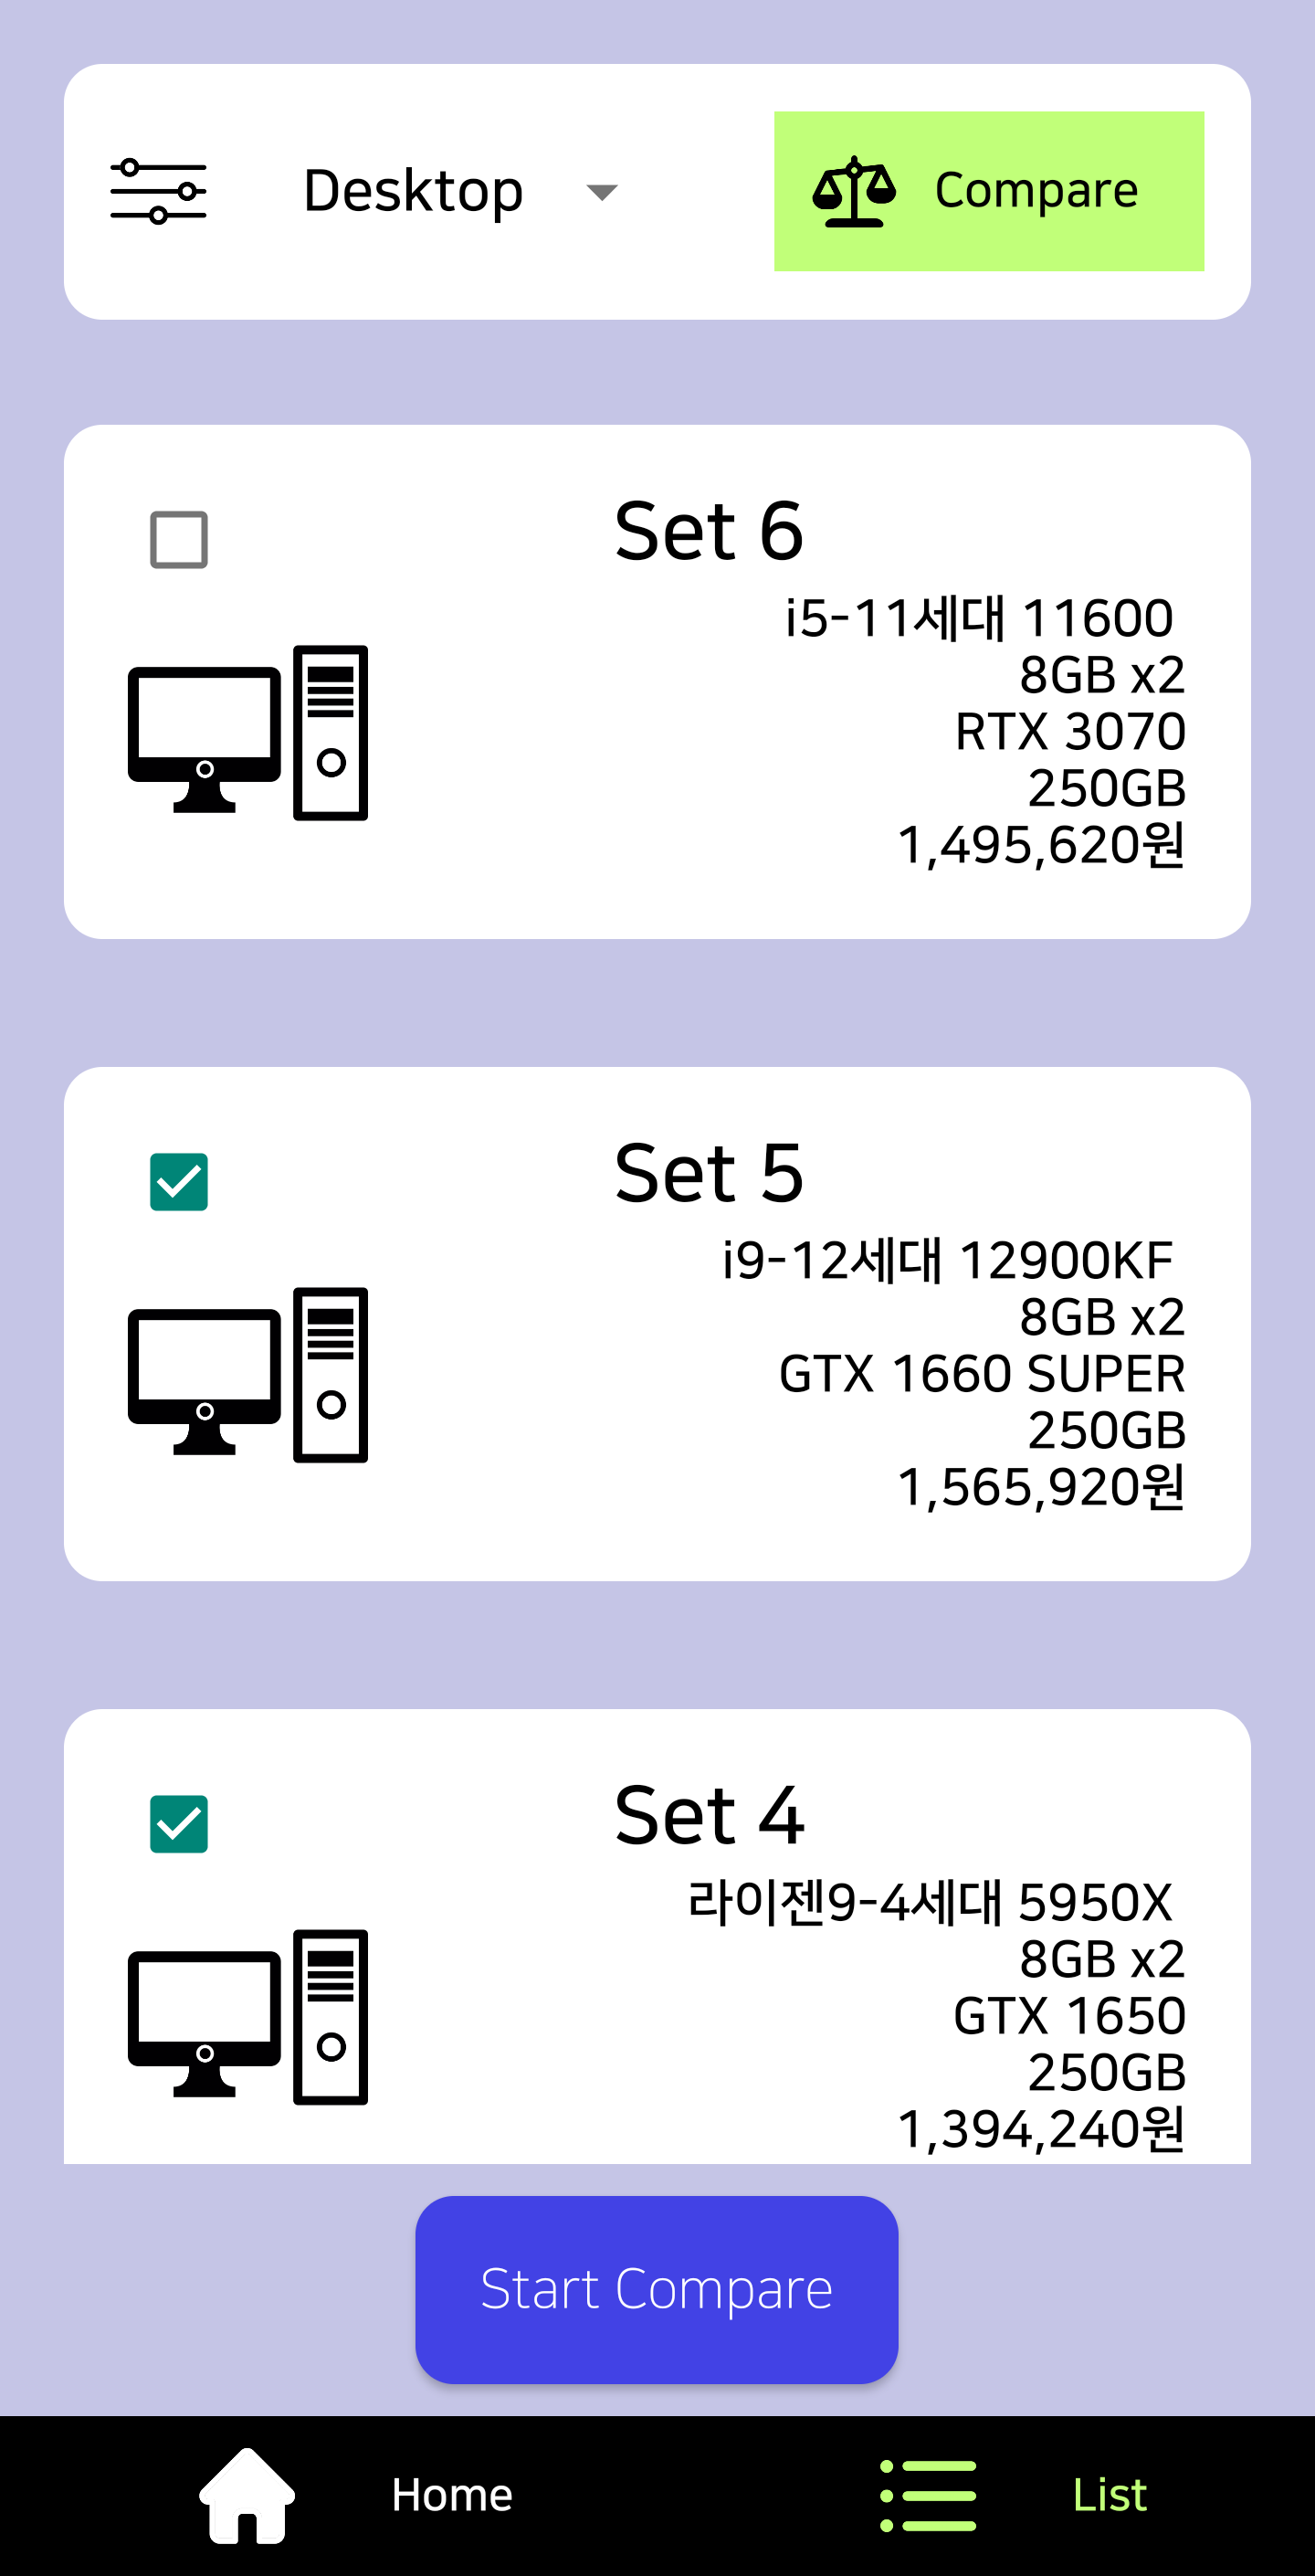 Desktop
Compare
Set 6
i5-11세대 11600
8GB x2
RTX 3070
250GB
1,495,620원
Set 5
i9-12세대 12900KF
8GB x2
GTX 1660 SUPER
250GB
1,565,920원
Set 4
라이젠9-4세대 5950X
8GB x2
GTX 1650
250GB
1,394,240원
Start Compare
Home
List